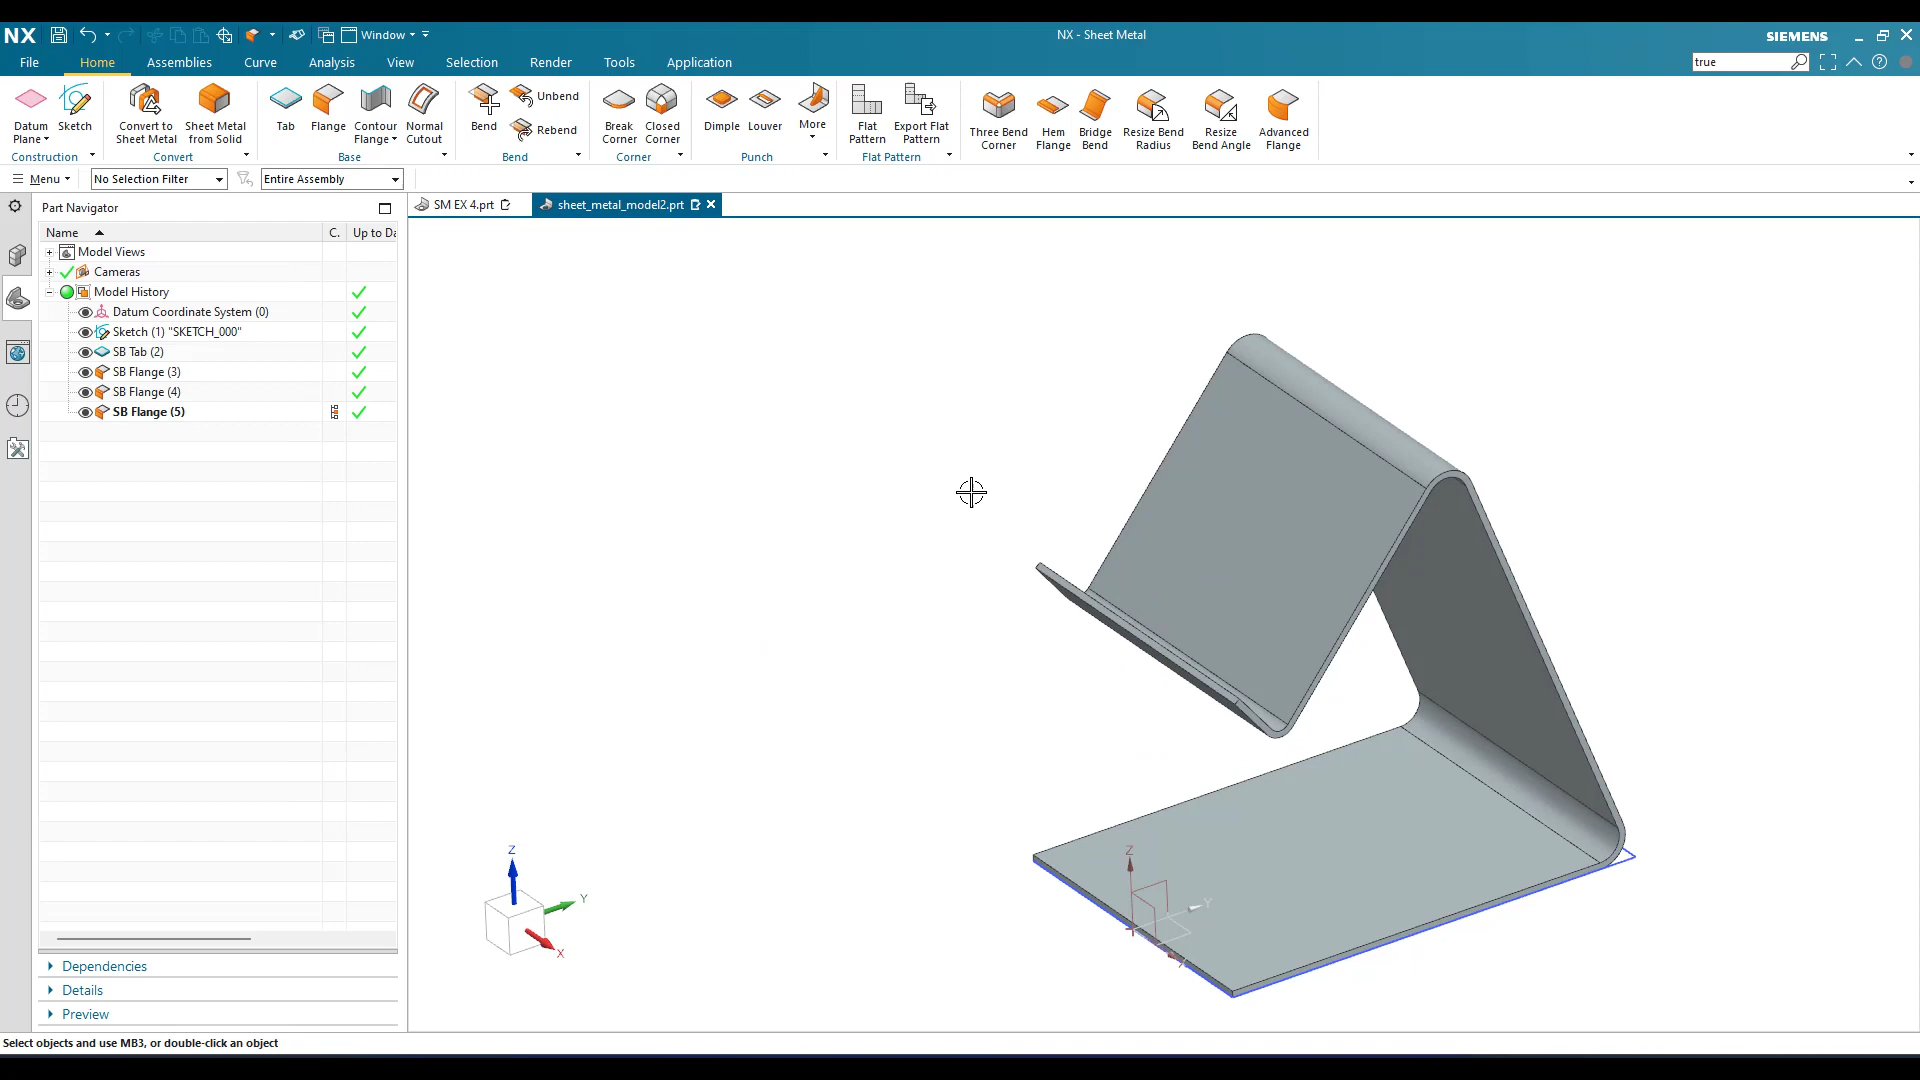 NX
Window
NX - Sheet Metal
SIEMENS
File
Home
Assemblies
Curve
Analysis
View
Selection
Render
Tools
Application
true
Datum Plane
Sketch
Construction
Convert to Sheet Metal
Sheet Metal from Solid
Convert
Tab
Flange
Contour Flange
Normal Cutout
Base
Bend
Unbend
Rebend
Bend
Break Corner
Closed Corner
Corner
Dimple
Louver
More
Punch
Flat Pattern
Export Flat Pattern
Flat Pattern
Three Bend Corner
Hem Flange
Bridge Bend
Resize Bend Radius
Resize Bend Angle
Advanced Flange
Menu
No Selection Filter
Entire Assembly
Part Navigator
SM EX 4.prt
sheet_metal_model2.prt
Name
C.
Up to Da
Model Views
Cameras
Model History
Datum Coordinate System (0)
Sketch (1) "SKETCH_000"
SB Tab (2)
SB Flange (3)
SB Flange (4)
SB Flange (5)
Z
Y
X
Z
Y
X
Dependencies
Details
Preview
Select objects and use MB3, or double-click an object